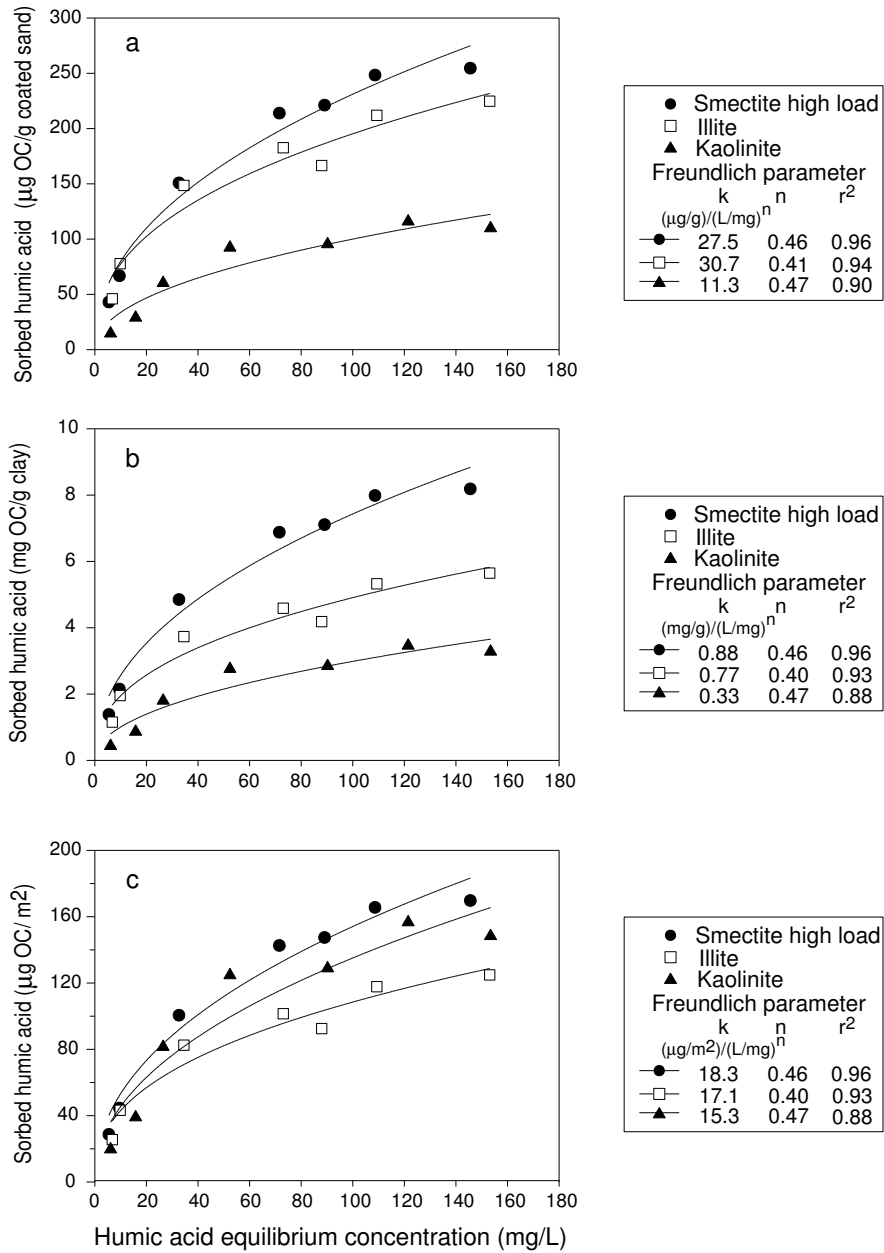 a
Sorbed humic acid (µg OC/g coated sand)
300
250
200
150
100
50
0
0 20 40 60 80 100 120 140 160 180
Smectite high load
Illite
Kaolinite
Freundlich parameter
k n r2
(µg/g)/(L/mg)n
27.5 0.46 0.96
30.7 0.41 0.94
11.3 0.47 0.90
b
Sorbed humic acid (mg OC/g clay)
10
8
6
4
2
0
0 20 40 60 80 100 120 140 160 180
Smectite high load
Illite
Kaolinite
Freundlich parameter
k n r2
(mg/g)/(L/mg)n
0.88 0.46 0.96
0.77 0.40 0.93
0.33 0.47 0.88
c
Sorbed humic acid (µg OC/ m2)
200
160
120
80
40
0
0 20 40 60 80 100 120 140 160 180
Humic acid equilibrium concentration (mg/L)
Smectite high load
Illite
Kaolinite
Freundlich parameter
k n r2
(µg/m2)/(L/mg)n
18.3 0.46 0.96
17.1 0.40 0.93
15.3 0.47 0.88